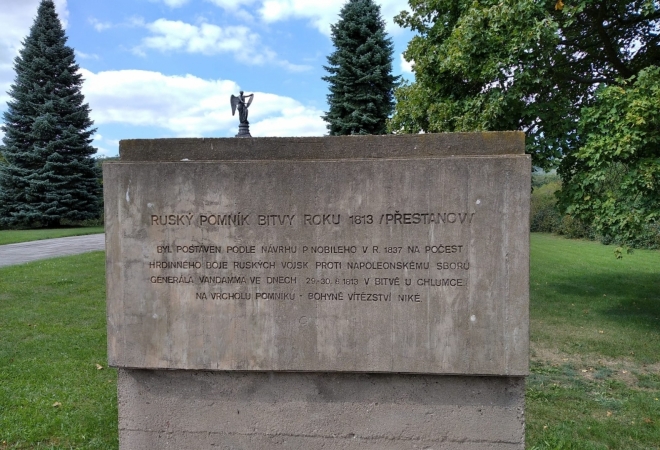 RUSKÝ POMNÍK BITVY ROKU 1813 /PŘESTANOV/
BYL POSTAVEN PODLE NÁVRHU P. NOBILEHO V R. 1837 NA POČEST
HRDINNÉHO BOJE RUSKÝCH VOJSK PROTI NAPOLEONSKÉMU SBORU
GENERÁLA VANDAMMA VE DNECH 29.-30. 8. 1813 V BITVĚ U CHLUMCE.
NA VRCHOLU POMNÍKU - BOHYNĚ VÍTĚZSTVÍ NIKÉ.